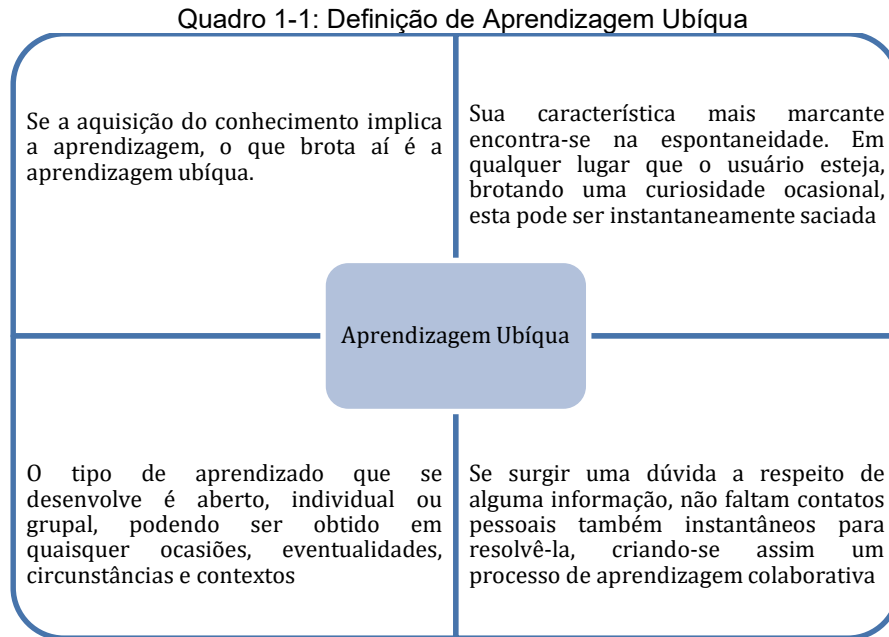 Quadro 1-1: Definição de Aprendizagem Ubíqua
Se a aquisição do conhecimento implica
a aprendizagem, o que brota aí é a
aprendizagem ubíqua.
Sua característica mais marcante
encontra-se na espontaneidade. Em
qualquer lugar que o usuário esteja,
brotando uma curiosidade ocasional,
esta pode ser instantaneamente saciada
Aprendizagem Ubíqua
O tipo de aprendizado que se
desenvolve é aberto, individual ou
grupal, podendo ser obtido em
quaisquer ocasiões, eventualidades,
circunstâncias e contextos
Se surgir uma dúvida a respeito de
alguma informação, não faltam contatos
pessoais também instantâneos para
resolvê-la, criando-se assim um
processo de aprendizagem colaborativa